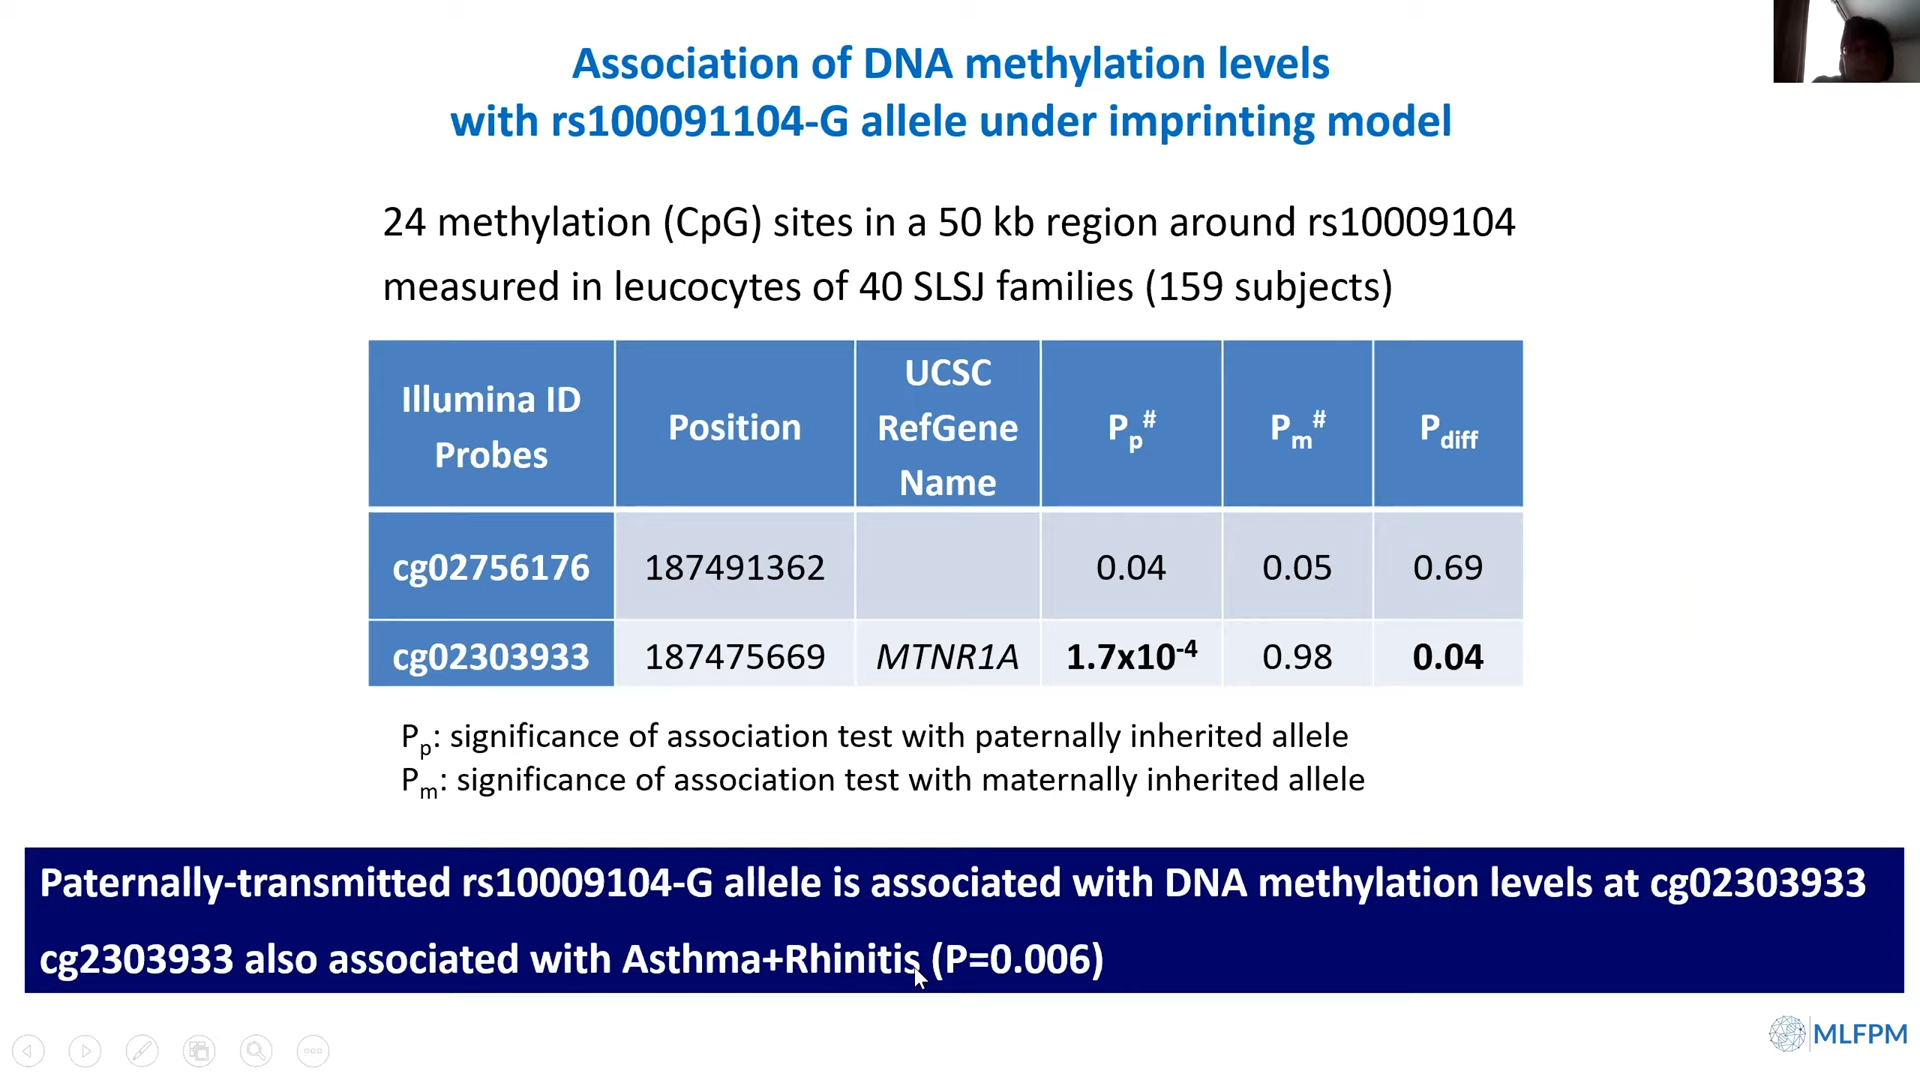 Association of DNA methylation levels
with rs100091104-G allele under imprinting model
24 methylation (CpG) sites in a 50 kb region around rs10009104
measured in leucocytes of 40 SLSJ families (159 subjects)
Illumina ID Probes Position UCSC RefGene Name Pp# Pm# Pdiff
cg02756176 187491362 0.04 0.05 0.69
cg02303933 187475669 MTNR1A 1.7x10-4 0.98 0.04
Pp: significance of association test with paternally inherited allele
Pm: significance of association test with maternally inherited allele
Paternally-transmitted rs10009104-G allele is associated with DNA methylation levels at cg02303933
cg2303933 also associated with Asthma+Rhinitis (P=0.006)
MLFPM